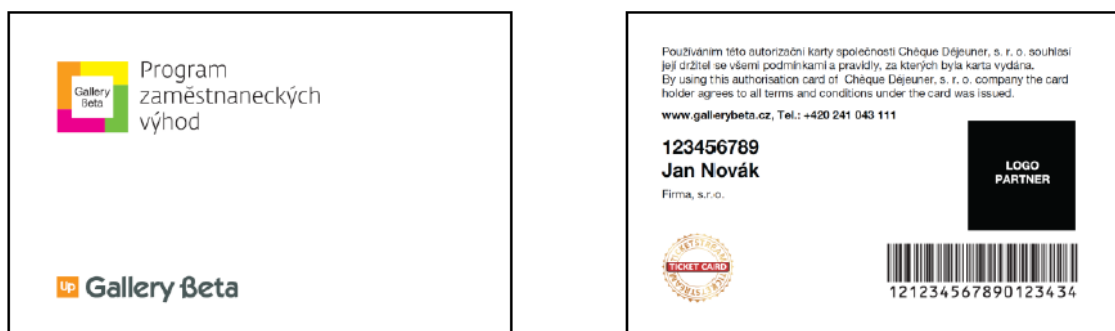 Gallery
Beta
Program
zaměstnaneckých
výhod
up Gallery Beta
Používáním této autorizační karty společnosti Chèque Déjeuner, s. r. o. souhlasí
její držitel se všemi podmínkami a pravidly, za kterých byla karta vydána.
By using this authorisation card of Chèque Déjeuner, s. r. o. company the card
holder agrees to all terms and conditions under the card was issued.
www.gallerybeta.cz, Tel.: +420 241 043 111
123456789
Jan Novák
Firma, s.r.o.
LOGO
PARTNER
TICKETSTREAM
TICKET CARD
TICKETSTREAM
121234567890123434